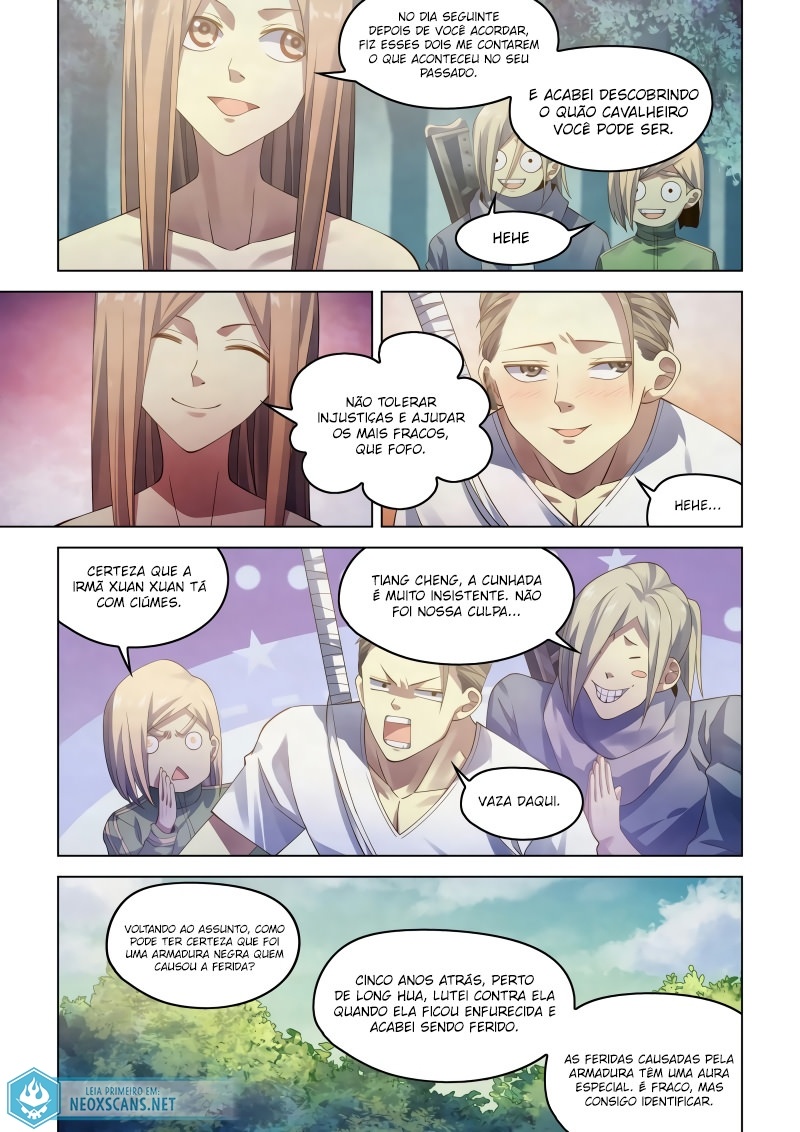 NO DIA SEGUINTE
DEPOIS DE VOCÊ ACORDAR,
FIZ ESSES DOIS ME CONTAREM
O QUE ACONTECEU NO SEU
PASSADO.
E ACABEI DESCOBRINDO
O QUÃO CAVALHEIRO
VOCÊ PODE SER.
HEHE
NÃO TOLERAR
INJUSTIÇAS E AJUDAR
OS MAIS FRACOS,
QUE FOFO.
HEHE...
CERTEZA QUE A
IRMÃ XUAN XUAN TÁ
COM CIÚMES.
TIANG CHENG, A CUNHADA
É MUITO INSISTENTE. NÃO
FOI NOSSA CULPA...
VAZA DAQUI.
VOLTANDO AO ASSUNTO, COMO
PODE TER CERTEZA QUE FOI
UMA ARMADURA NEGRA QUEM
CAUSOU A FERIDA?
CINCO ANOS ATRÁS, PERTO
DE LONG HUA, LUTEI CONTRA ELA
QUANDO ELA FICOU ENFURECIDA E
ACABEI SENDO FERIDO.
AS FERIDAS CAUSADAS PELA
ARMADURA TÊM UMA AURA
ESPECIAL. É FRACO, MAS
CONSIGO IDENTIFICAR.
LEIA PRIMEIRO EM:
NEOXSCANS.NET